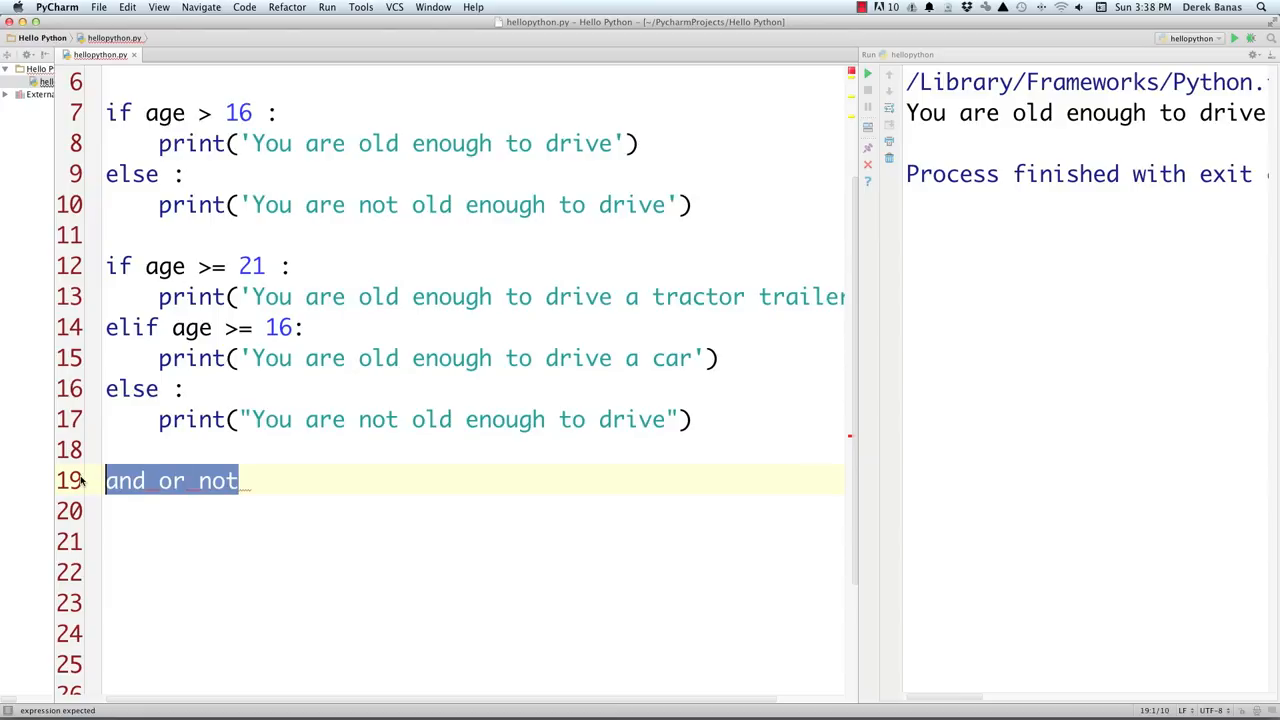 PyCharm File Edit View Navigate Code Refactor Run Tools VCS Window Help 10 Sun 3:38 PM Derek Banas
hellopython.py – Hello Python – [~/PycharmProjects/Hello Python]
Hello Python hellopython.py hellopython
hellopython.py Run hellopython
Hello P
hell
Externa
6
7 if age > 16 :
8 print('You are old enough to drive')
9 else :
10 print('You are not old enough to drive')
11
12 if age >= 21 :
13 print('You are old enough to drive a tractor trailer
14 elif age >= 16:
15 print('You are old enough to drive a car')
16 else :
17 print("You are not old enough to drive")
18
19 and or not
20
21
22
23
24
25
26
/Library/Frameworks/Python.
You are old enough to drive
Process finished with exit
expression expected 19:1/10 LF UTF-8